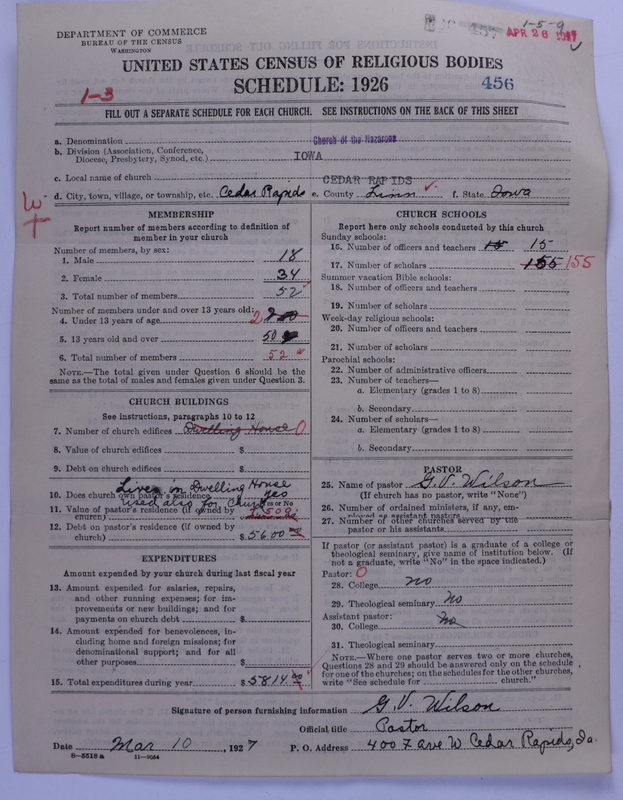 1-5-9
457 APR 26 1927
DEPARTMENT OF COMMERCE
BUREAU OF THE CENSUS
WASHINGTON
UNITED STATES CENSUS OF RELIGIOUS BODIES
SCHEDULE: 1926
456
1-3
FILL OUT A SEPARATE SCHEDULE FOR EACH CHURCH. SEE INSTRUCTIONS ON THE BACK OF THIS SHEET
a. Denomination Church of the Nazarene
b. Division (Association, Conference, Diocese, Presbytery, Synod, etc.) IOWA
c. Local name of church CEDAR RAPIDS
d. City, town, village, or township, etc. Cedar Rapids e. County Linn f. State Iowa
W
MEMBERSHIP
Report number of members according to definition of member in your church
Number of members, by sex:
1. Male 18
2. Female 34
3. Total number of members 52
Number of members under and over 13 years old:
4. Under 13 years of age 2
5. 13 years old and over 50
6. Total number of members 52
NOTE.—The total given under Question 6 should be the same as the total of males and females given under Question 3.
CHURCH BUILDINGS
See instructions, paragraphs 10 to 12
7. Number of church edifices Dwelling House 0
8. Value of church edifices $
9. Debt on church edifices $
Lives in Dwelling House
10. Does church own pastor's residence yes
used also for Church
Yes or No
11. Value of pastor's residence (if owned by church)
12. Debt on pastor's residence (if owned by church) $5600
EXPENDITURES
Amount expended by your church during last fiscal year
13. Amount expended for salaries, repairs, and other running expenses; for improvements or new buildings; and for payments on church debt $
14. Amount expended for benevolences, including home and foreign missions; for denominational support; and for all other purposes $
15. Total expenditures during year $5814.00
CHURCH SCHOOLS
Report here only schools conducted by this church
Sunday schools:
16. Number of officers and teachers 15 15
17. Number of scholars 155 155
Summer vacation Bible schools:
18. Number of officers and teachers
19. Number of scholars
Week-day religious schools:
20. Number of officers and teachers
21. Number of scholars
Parochial schools:
22. Number of administrative officers
23. Number of teachers—
a. Elementary (grades 1 to 8)
b. Secondary
24. Number of scholars—
a. Elementary (grades 1 to 8)
b. Secondary
PASTOR
25. Name of pastor G. V. Wilson
(If church has no pastor, write "None")
26. Number of ordained ministers, if any, employed as assistant pastors
27. Number of other churches served by the pastor or his assistants
If pastor (or assistant pastor) is a graduate of a college or theological seminary, give name of institution below. (If not a graduate, write "No" in the space indicated.)
Pastor: 0
28. College no
29. Theological seminary No
Assistant pastor:
30. College No
31. Theological seminary
NOTE.—Where one pastor serves two or more churches, Questions 28 and 29 should be answered only on the schedule for one of the churches; on the schedules for the other churches, write "See schedule for church."
Signature of person furnishing information G. V. Wilson
Official title Pastor
Date Mar 10, 1927 P. O. Address 400 Z ave W Cedar Rapids, Ia.
8-5518a 11-9054